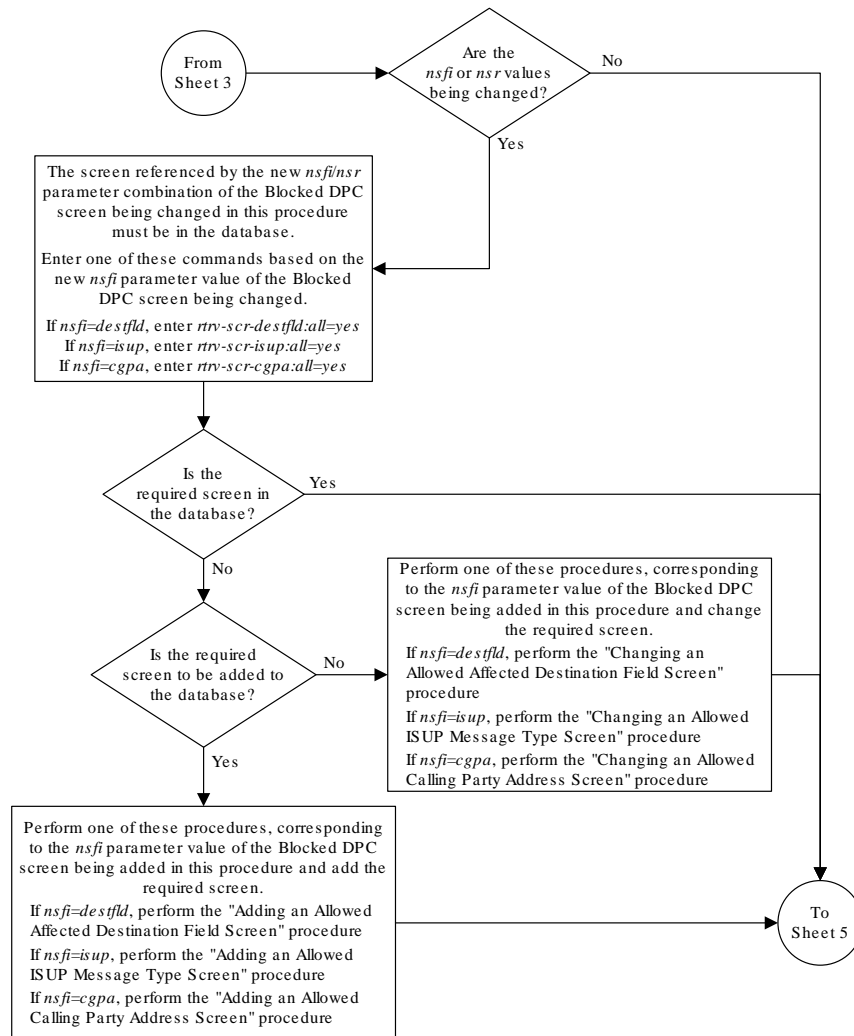 From
Sheet 3
Are the
nsfi or nsr values
being changed?
No
Yes
The screen referenced by the new nsfi/nsr
parameter combination of the Blocked DPC
screen being changed in this procedure
must be in the database.
Enter one of these commands based on the
new nsfi parameter value of the Blocked
DPC screen being changed.
If nsfi=destfld, enter rtrv-scr-destfld:all=yes
If nsfi=isup, enter rtrv-scr-isup:all=yes
If nsfi=cgpa, enter rtrv-scr-cgpa:all=yes
Is the
required screen in
the database?
Yes
No
Is the required
screen to be added to
the database?
No
Yes
Perform one of these procedures, corresponding
to the nsfi parameter value of the Blocked DPC
screen being added in this procedure and change
the required screen.
If nsfi=destfld, perform the "Changing an
Allowed Affected Destination Field Screen"
procedure
If nsfi=isup, perform the "Changing an Allowed
ISUP Message Type Screen" procedure
If nsfi=cgpa, perform the "Changing an Allowed
Calling Party Address Screen" procedure
Perform one of these procedures, corresponding
to the nsfi parameter value of the Blocked DPC
screen being added in this procedure and add the
required screen.
If nsfi=destfld, perform the "Adding an Allowed
Affected Destination Field Screen" procedure
If nsfi=isup, perform the "Adding an Allowed
ISUP Message Type Screen" procedure
If nsfi=cgpa, perform the "Adding an Allowed
Calling Party Address Screen" procedure
To
Sheet 5